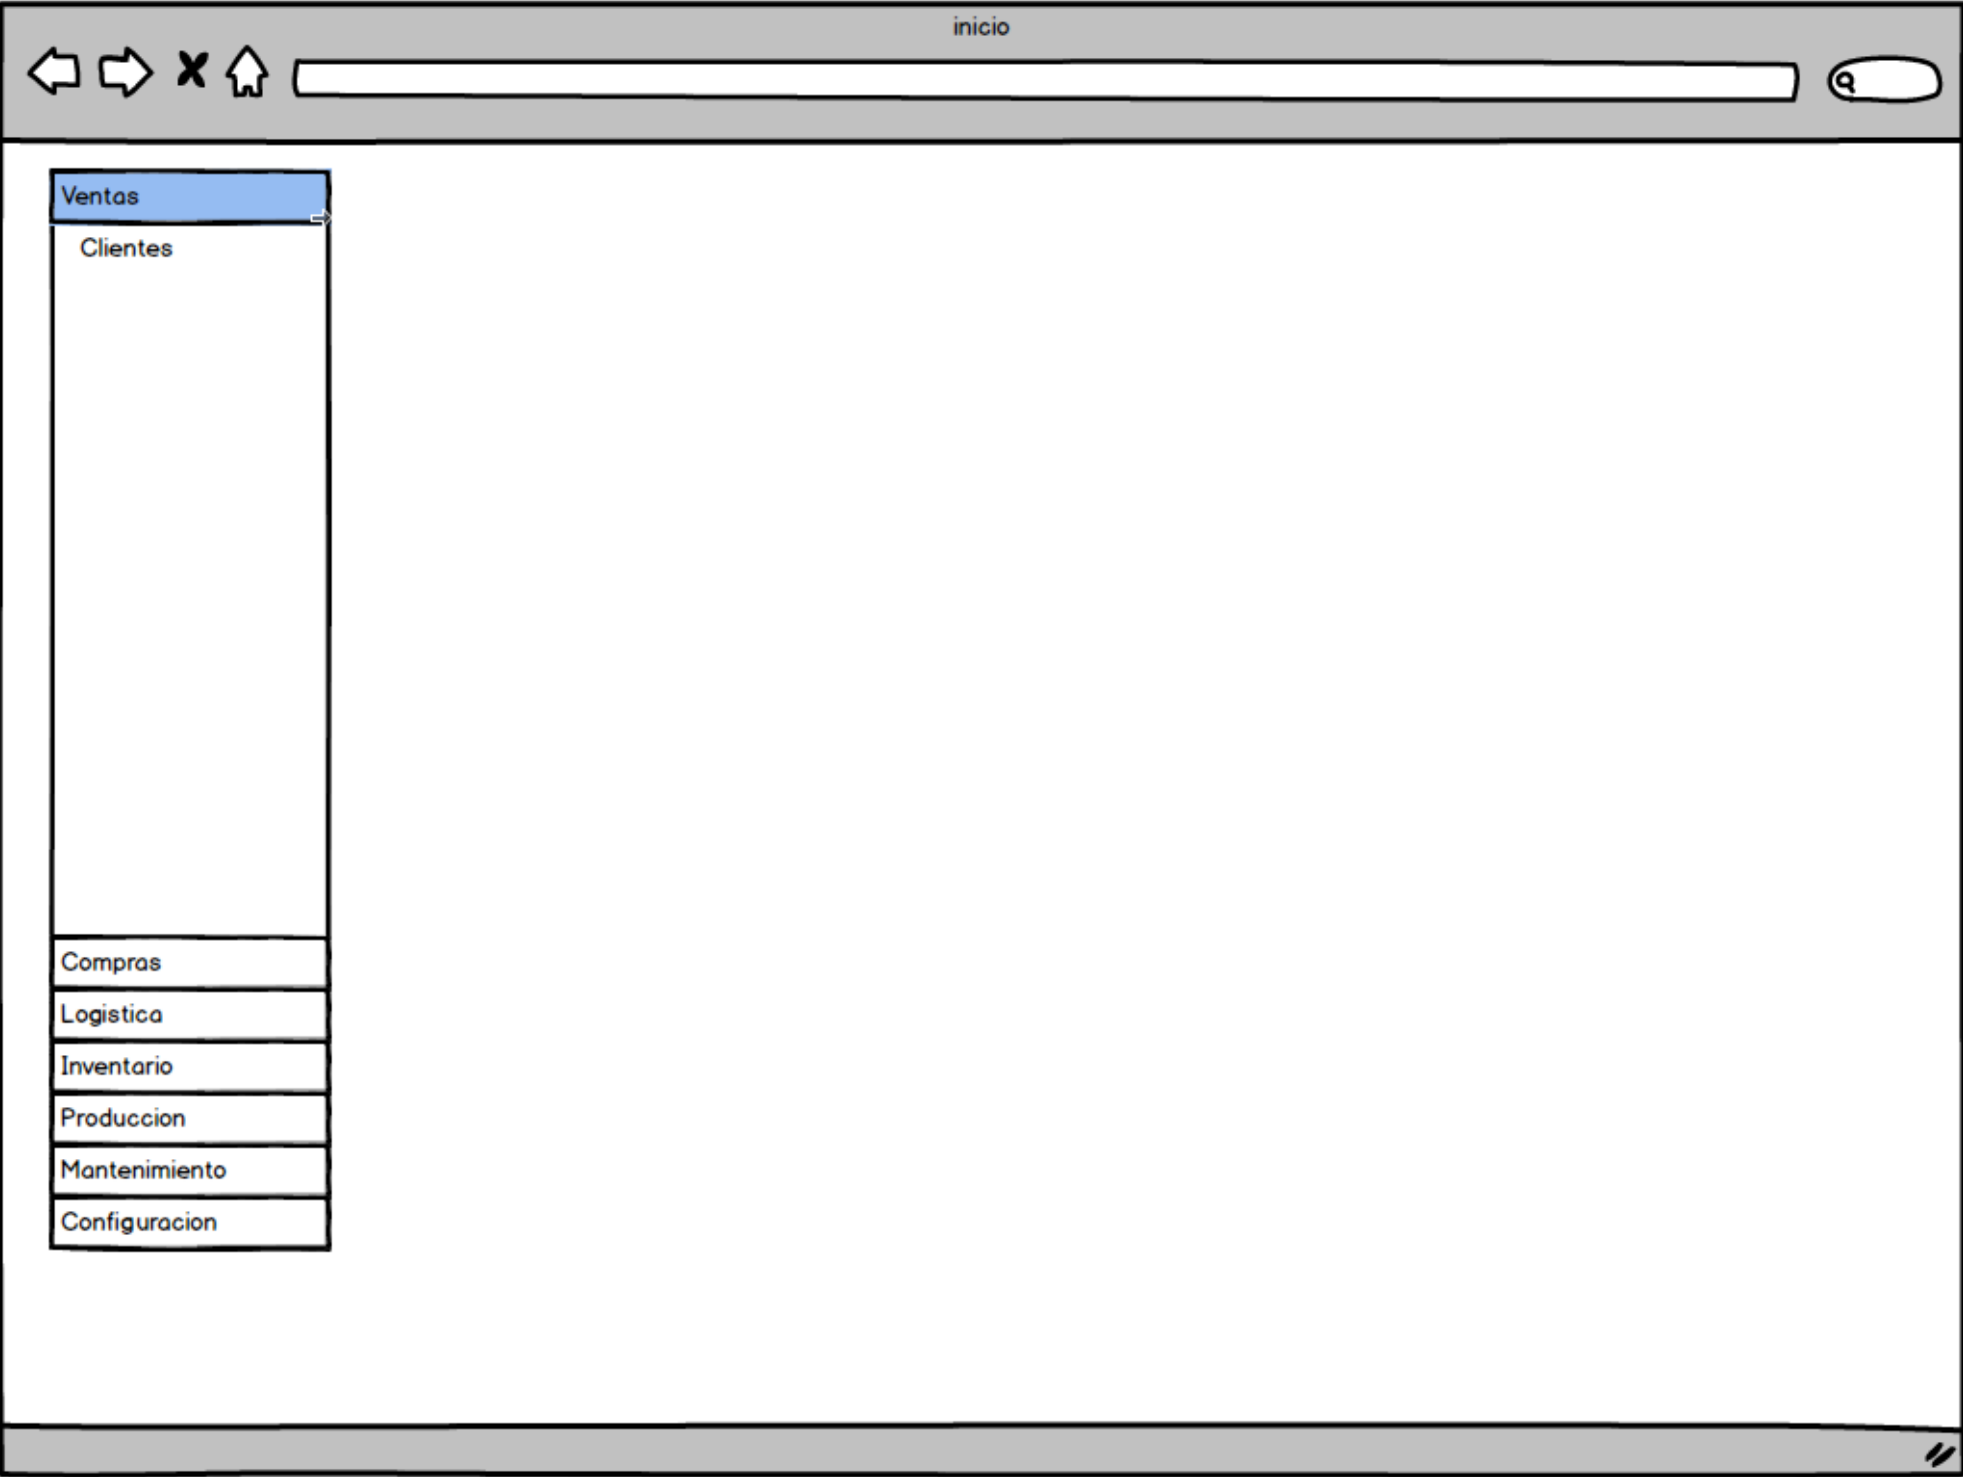 inicio
Ventas
Clientes
Compras
Logistica
Inventario
Produccion
Mantenimiento
Configuracion